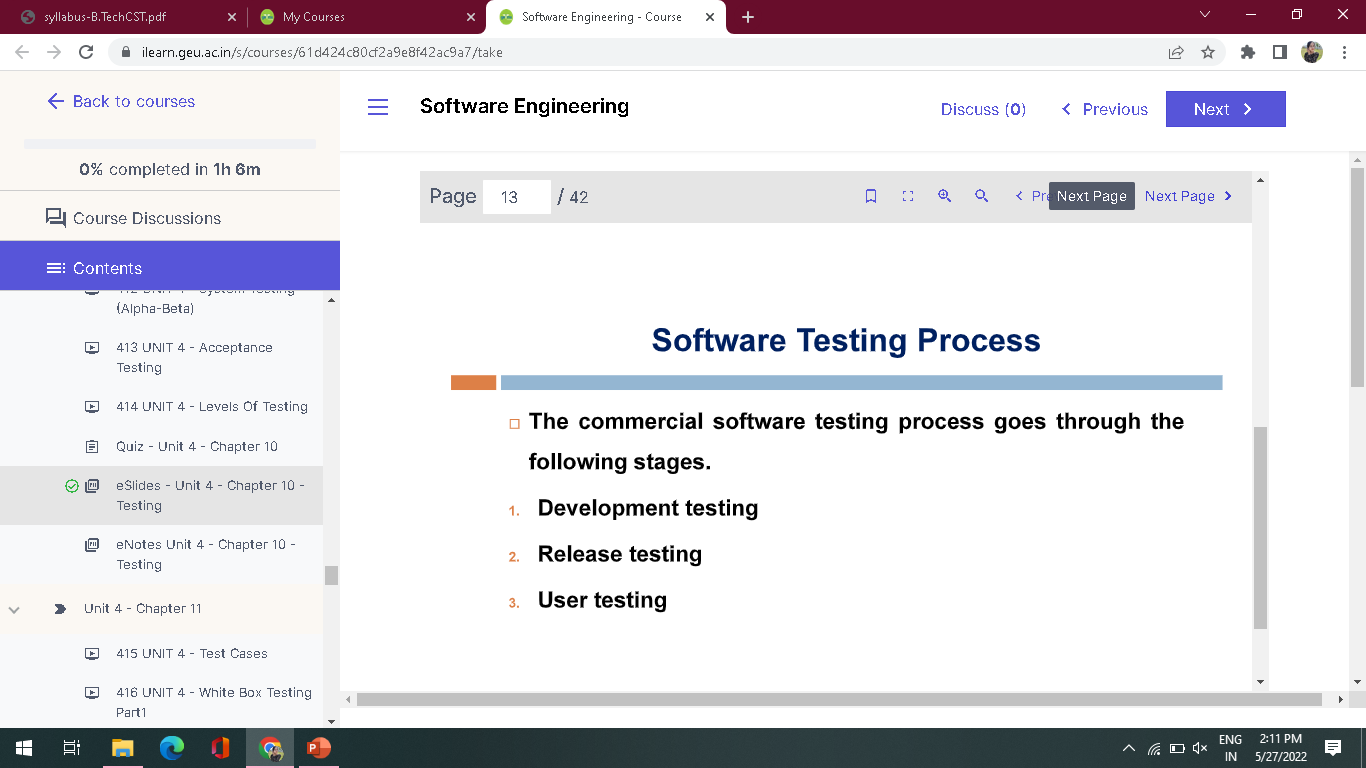 syllabus-B.TechCST.pdf
My Courses
Software Engineering - Course
ilearn.geu.ac.in/s/courses/61d424c80cf2a9e8f42ac9a7/take
Back to courses
0% completed in 1h 6m
Course Discussions
Contents
(Alpha-Beta)
413 UNIT 4 - Acceptance
Testing
414 UNIT 4 - Levels Of Testing
Quiz - Unit 4 - Chapter 10
eSlides - Unit 4 - Chapter 10 -
Testing
eNotes Unit 4 - Chapter 10 -
Testing
Unit 4 - Chapter 11
415 UNIT 4 - Test Cases
416 UNIT 4 - White Box Testing
Part1
Software Engineering
Discuss (0)
Previous
Next
Page 13 / 42
Next Page
Next Page
Software Testing Process
The commercial software testing process goes through the
following stages.
1. Development testing
2. Release testing
3. User testing
ENG
IN
2:11 PM
5/27/2022